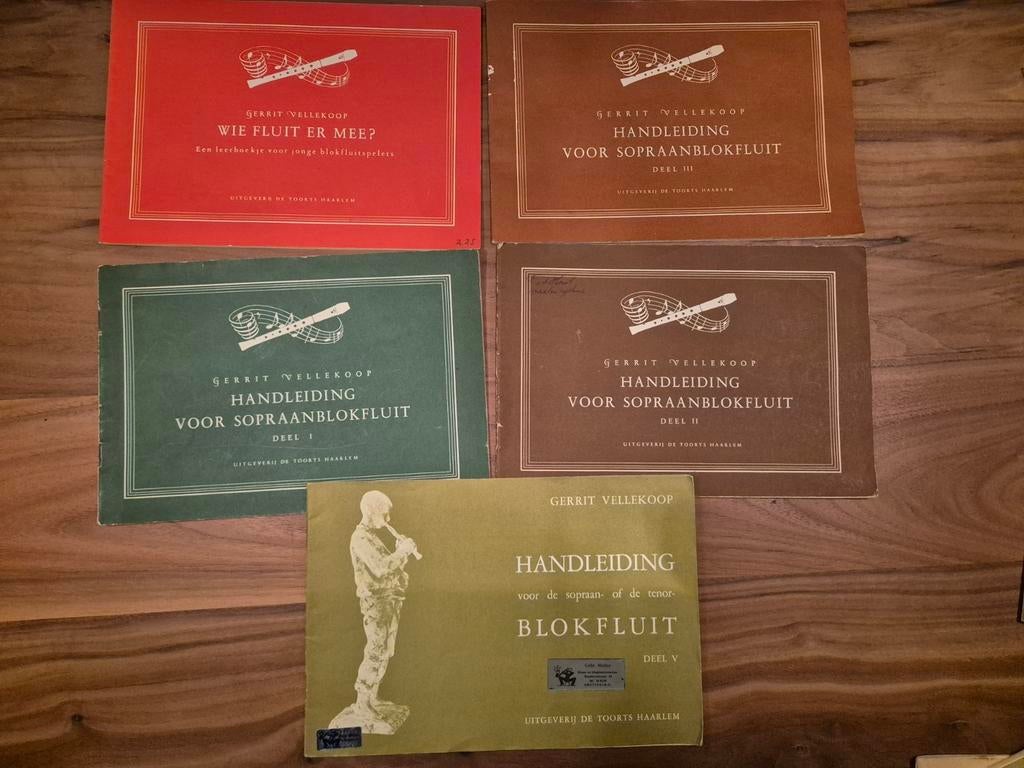 GERRIT VELLEKOOP
WIE FLUIT ER MEE?
Een leerboekje voor jonge blokfluitspelers
UITGEVERIJ DE TOORTS HAARLEM
2.25
GERRIT VELLEKOOP
HANDLEIDING
VOOR SOPRAANBLOKFLUIT
DEEL III
UITGEVERIJ DE TOORTS HAARLEM
GERRIT VELLEKOOP
HANDLEIDING
VOOR SOPRAANBLOKFLUIT
DEEL I
UITGEVERIJ DE TOORTS HAARLEM
GERRIT VELLEKOOP
HANDLEIDING
VOOR SOPRAANBLOKFLUIT
DEEL II
UITGEVERIJ DE TOORTS HAARLEM
GERRIT VELLEKOOP
HANDLEIDING
voor de sopraan- of de tenor-
BLOKFLUIT
DEEL V
UITGEVERIJ DE TOORTS HAARLEM